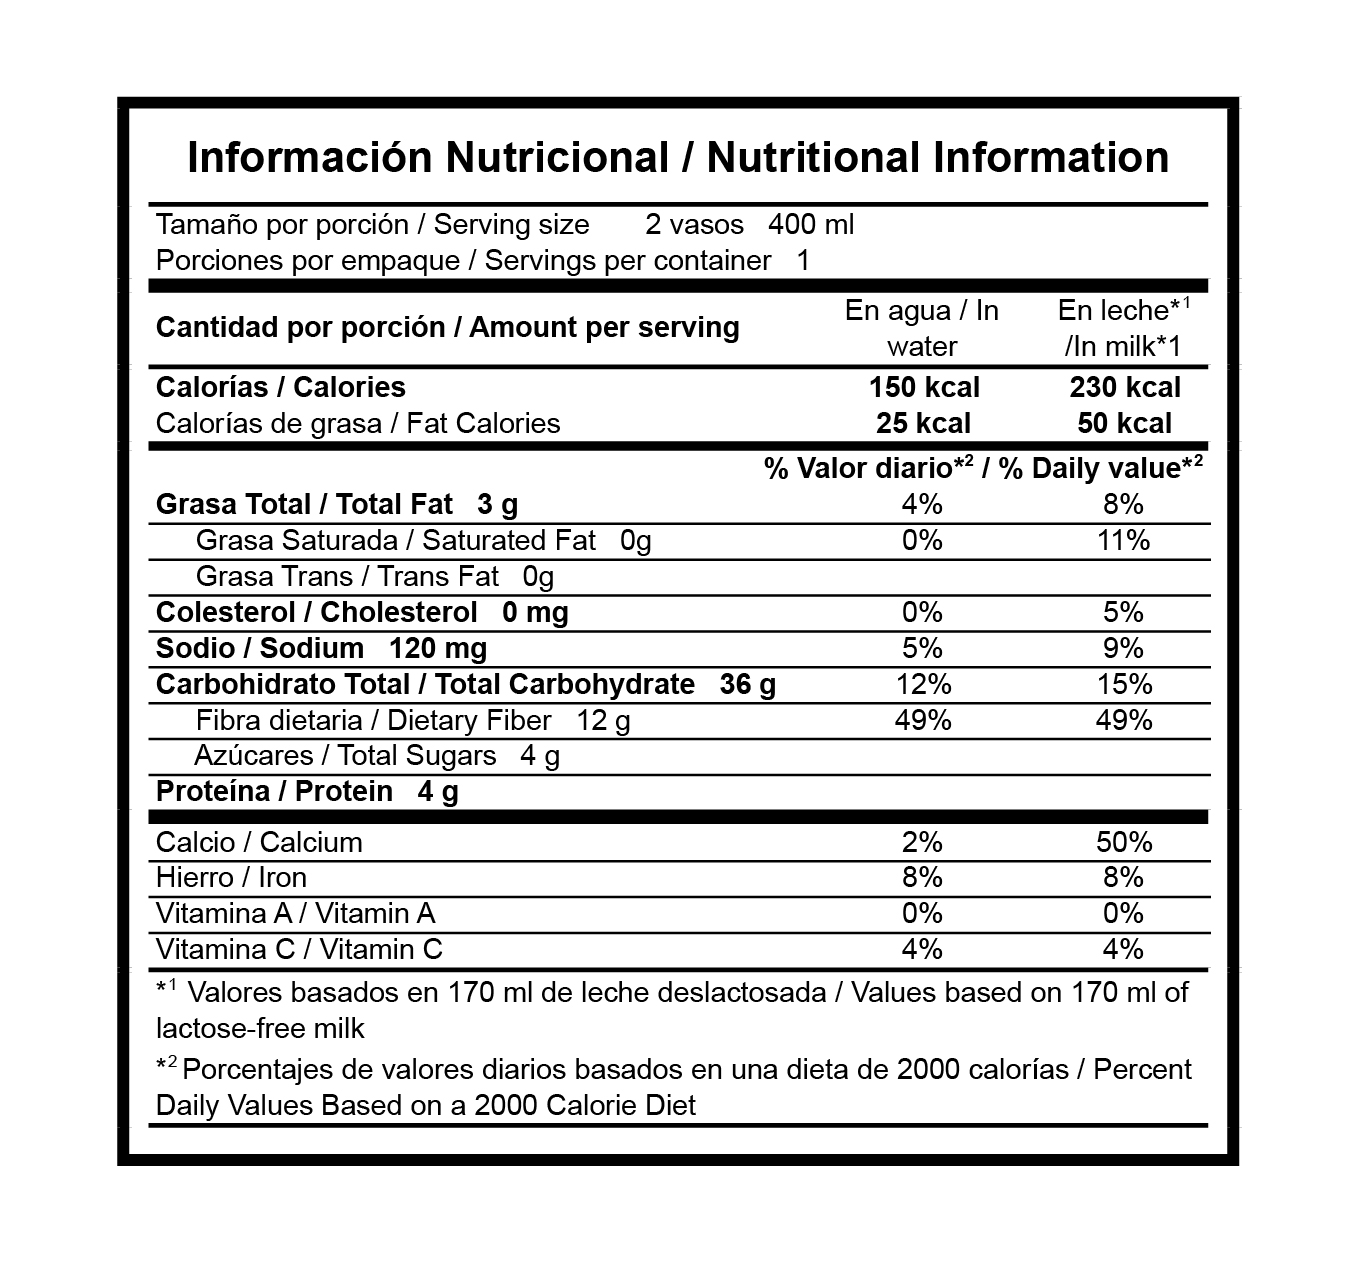 Información Nutricional / Nutritional Information
Tamaño por porción / Serving size 2 vasos 400 ml
Porciones por empaque / Servings per container 1
Cantidad por porción / Amount per serving En agua / In water En leche*1 /In milk*1
Calorías / Calories 150 kcal 230 kcal
Calorías de grasa / Fat Calories 25 kcal 50 kcal
% Valor diario*2 / % Daily value*2
Grasa Total / Total Fat 3 g 4% 8%
Grasa Saturada / Saturated Fat 0g 0% 11%
Grasa Trans / Trans Fat 0g
Colesterol / Cholesterol 0 mg 0% 5%
Sodio / Sodium 120 mg 5% 9%
Carbohidrato Total / Total Carbohydrate 36 g 12% 15%
Fibra dietaria / Dietary Fiber 12 g 49% 49%
Azúcares / Total Sugars 4 g
Proteína / Protein 4 g
Calcio / Calcium 2% 50%
Hierro / Iron 8% 8%
Vitamina A / Vitamin A 0% 0%
Vitamina C / Vitamin C 4% 4%
*1 Valores basados en 170 ml de leche deslactosada / Values based on 170 ml of
lactose-free milk
*2 Porcentajes de valores diarios basados en una dieta de 2000 calorías / Percent
Daily Values Based on a 2000 Calorie Diet